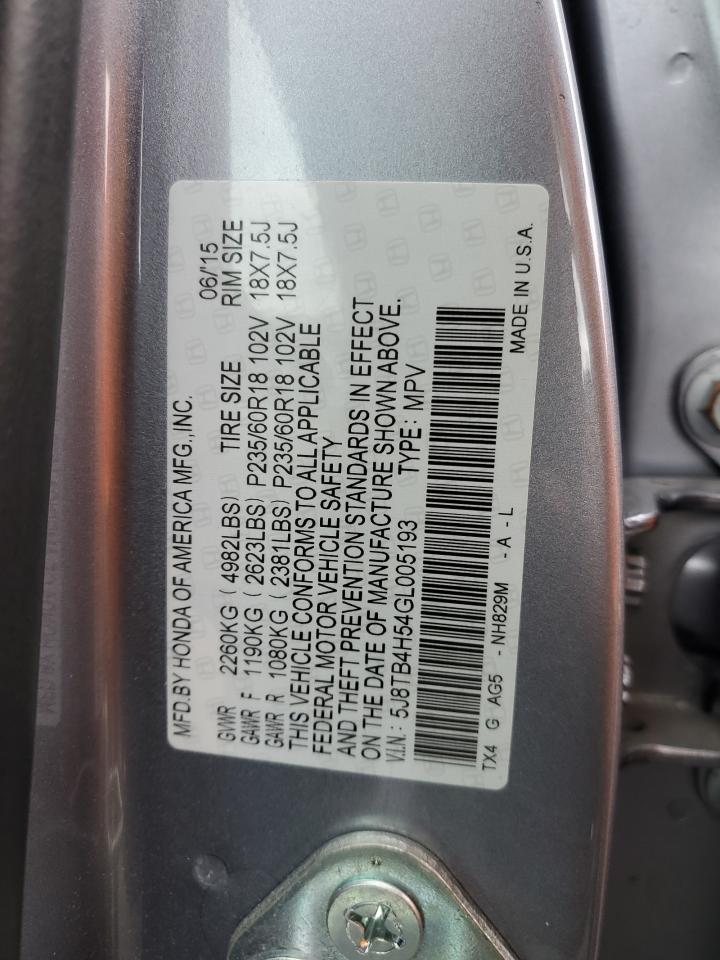 MFD. BY HONDA OF AMERICA MFG., INC. 06/'15
GVWR 2260KG (4982LBS) TIRE SIZE RIM SIZE
GAWR F 1190KG (2623LBS) P235/60R18 102V 18X7.5J
GAWR R 1080KG (2381LBS) P235/60R18 102V 18X7.5J
THIS VEHICLE CONFORMS TO ALL APPLICABLE
FEDERAL MOTOR VEHICLE SAFETY
AND THEFT PREVENTION STANDARDS IN EFFECT
ON THE DATE OF MANUFACTURE SHOWN ABOVE.
V.I.N.: 5J8TB4H54GL005193 TYPE: MPV
TX4 G AG5 - NH829M - A - L MADE IN U.S.A.